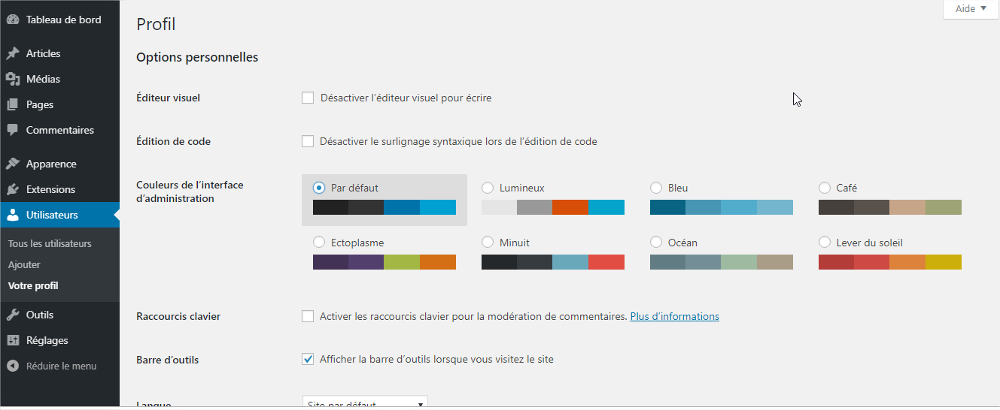 Tableau de bord
Articles
Médias
Pages
Commentaires
Apparence
Extensions
Utilisateurs
Tous les utilisateurs
Ajouter
Votre profil
Outils
Réglages
Réduire le menu
Aide
Profil
Options personnelles
Éditeur visuel
Désactiver l’éditeur visuel pour écrire
Édition de code
Désactiver le surlignage syntaxique lors de l’édition de code
Couleurs de l’interface
d’administration
Par défaut
Lumineux
Bleu
Café
Ectoplasme
Minuit
Océan
Lever du soleil
Raccourcis clavier
Activer les raccourcis clavier pour la modération de commentaires. Plus d’informations
Barre d’outils
Afficher la barre d’outils lorsque vous visitez le site
Langue
Site par défaut